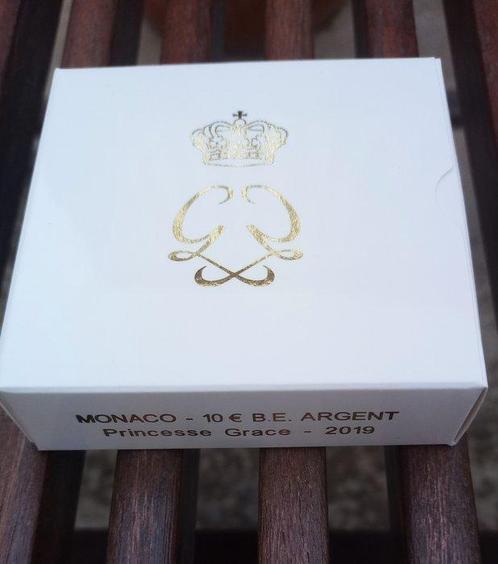 MONACO - 10 € B.E. ARGENT
Princesse Grace - 2019